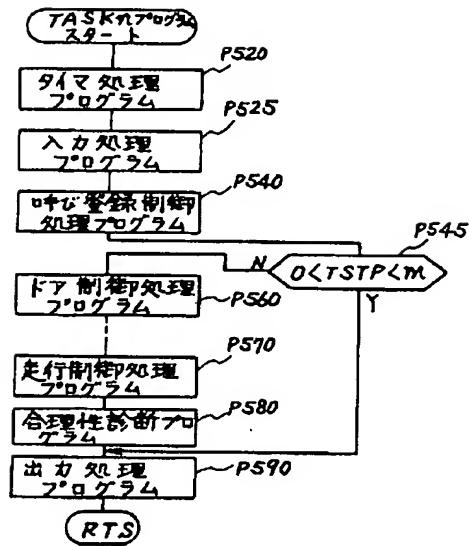 TASKnプログラム
スタート
P520
タイマ処理
プログラム
P525
入力処理
プログラム
P540
呼び登録制御
処理プログラム
P545
0<TSTP<m
N
Y
ドア制御処理
プログラム
P560
P570
走行制御処理
プログラム
P580
合理性診断プロ
グラム
P590
出力処理
プログラム
RTS